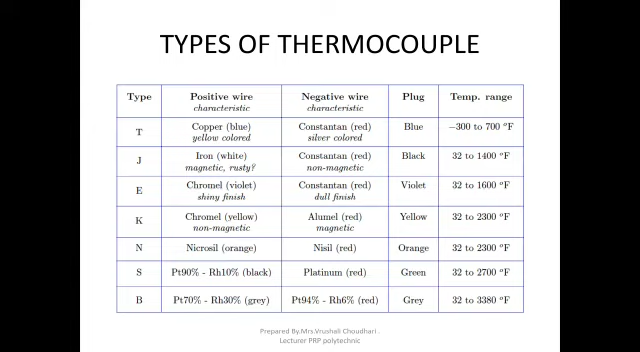 TYPES OF THERMOCOUPLE
Type Positive wire Negative wire Plug Temp. range
characteristic characteristic
T Copper (blue) Constantan (red) Blue −300 to 700 °F
yellow colored silver colored
J Iron (white) Constantan (red) Black 32 to 1400 °F
magnetic, rusty? non-magnetic
E Chromel (violet) Constantan (red) Violet 32 to 1600 °F
shiny finish dull finish
K Chromel (yellow) Alumel (red) Yellow 32 to 2300 °F
non-magnetic magnetic
N Nicrosil (orange) Nisil (red) Orange 32 to 2300 °F
S Pt90% - Rh10% (black) Platinum (red) Green 32 to 2700 °F
B Pt70% - Rh30% (grey) Pt94% - Rh6% (red) Grey 32 to 3380 °F
Prepared By.Mrs.Vrushali Choudhari .
Lecturer PRP polytechnic